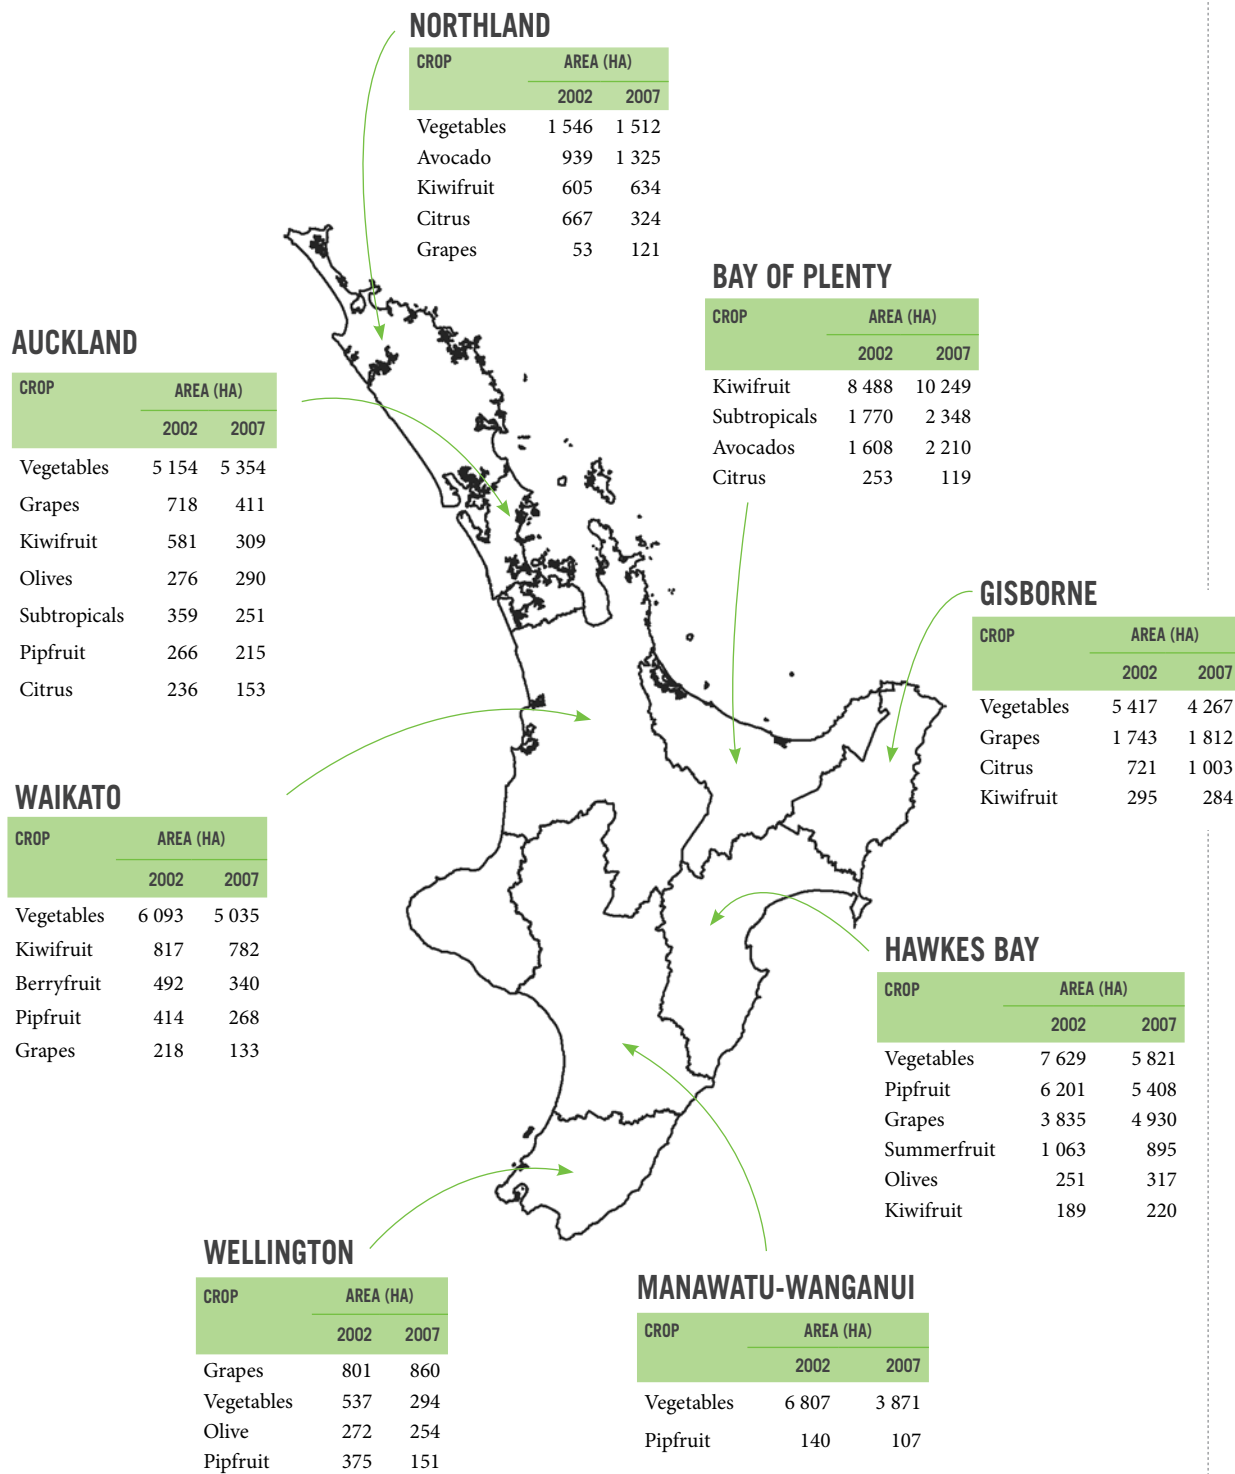 NORTHLAND
CROP AREA (HA)
2002 2007
Vegetables 1 546 1 512
Avocado 939 1 325
Kiwifruit 605 634
Citrus 667 324
Grapes 53 121
BAY OF PLENTY
CROP AREA (HA)
2002 2007
Kiwifruit 8 488 10 249
Subtropicals 1 770 2 348
Avocados 1 608 2 210
Citrus 253 119
AUCKLAND
CROP AREA (HA)
2002 2007
Vegetables 5 154 5 354
Grapes 718 411
Kiwifruit 581 309
Olives 276 290
Subtropicals 359 251
Pipfruit 266 215
Citrus 236 153
GISBORNE
CROP AREA (HA)
2002 2007
Vegetables 5 417 4 267
Grapes 1 743 1 812
Citrus 721 1 003
Kiwifruit 295 284
WAIKATO
CROP AREA (HA)
2002 2007
Vegetables 6 093 5 035
Kiwifruit 817 782
Berryfruit 492 340
Pipfruit 414 268
Grapes 218 133
HAWKES BAY
CROP AREA (HA)
2002 2007
Vegetables 7 629 5 821
Pipfruit 6 201 5 408
Grapes 3 835 4 930
Summerfruit 1 063 895
Olives 251 317
Kiwifruit 189 220
WELLINGTON
CROP AREA (HA)
2002 2007
Grapes 801 860
Vegetables 537 294
Olive 272 254
Pipfruit 375 151
MANAWATU-WANGANUI
CROP AREA (HA)
2002 2007
Vegetables 6 807 3 871
Pipfruit 140 107